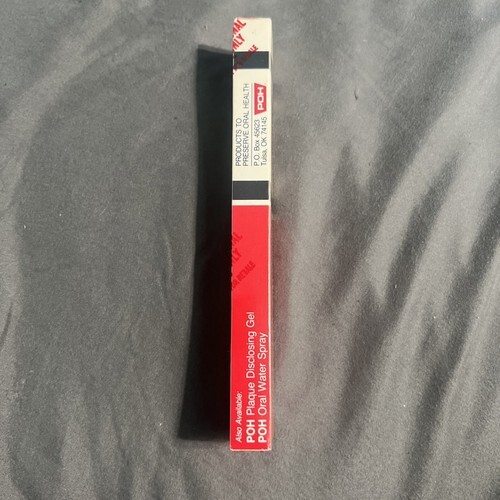 PRODUCTS TO
PRESERVE ORAL HEALTH
POH
P.O. Box 45623
Tulsa, OK 74145
Also Available:
POH Plaque Disclosing Gel
POH Oral Water Spray